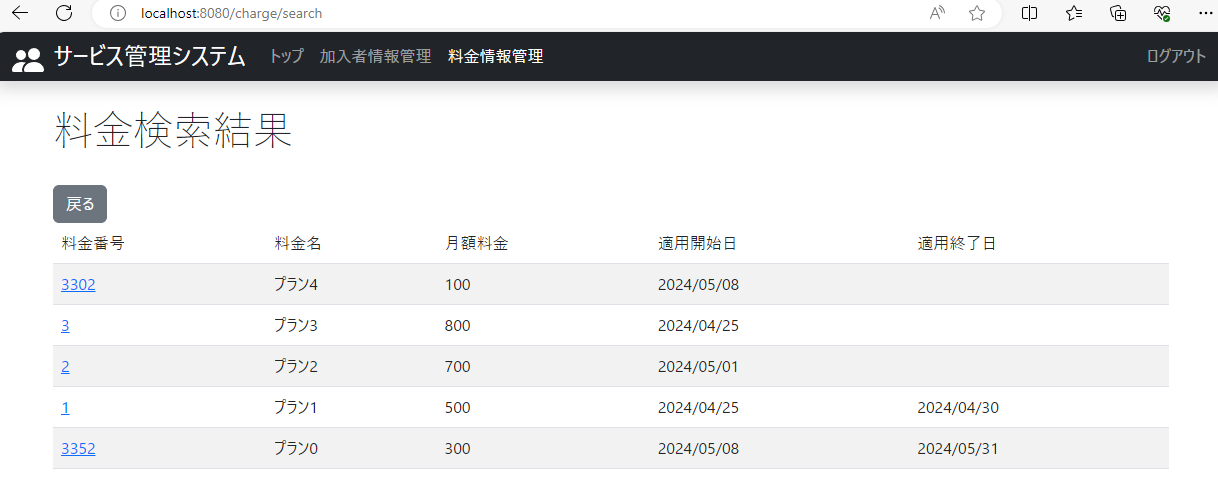 localhost:8080/charge/search
サービス管理システム トップ 加入者情報管理 料金情報管理 ログアウト
料金検索結果
戻る
料金番号 料金名 月額料金 適用開始日 適用終了日
3302 プラン4 100 2024/05/08
3 プラン3 800 2024/04/25
2 プラン2 700 2024/05/01
1 プラン1 500 2024/04/25 2024/04/30
3352 プラン0 300 2024/05/08 2024/05/31